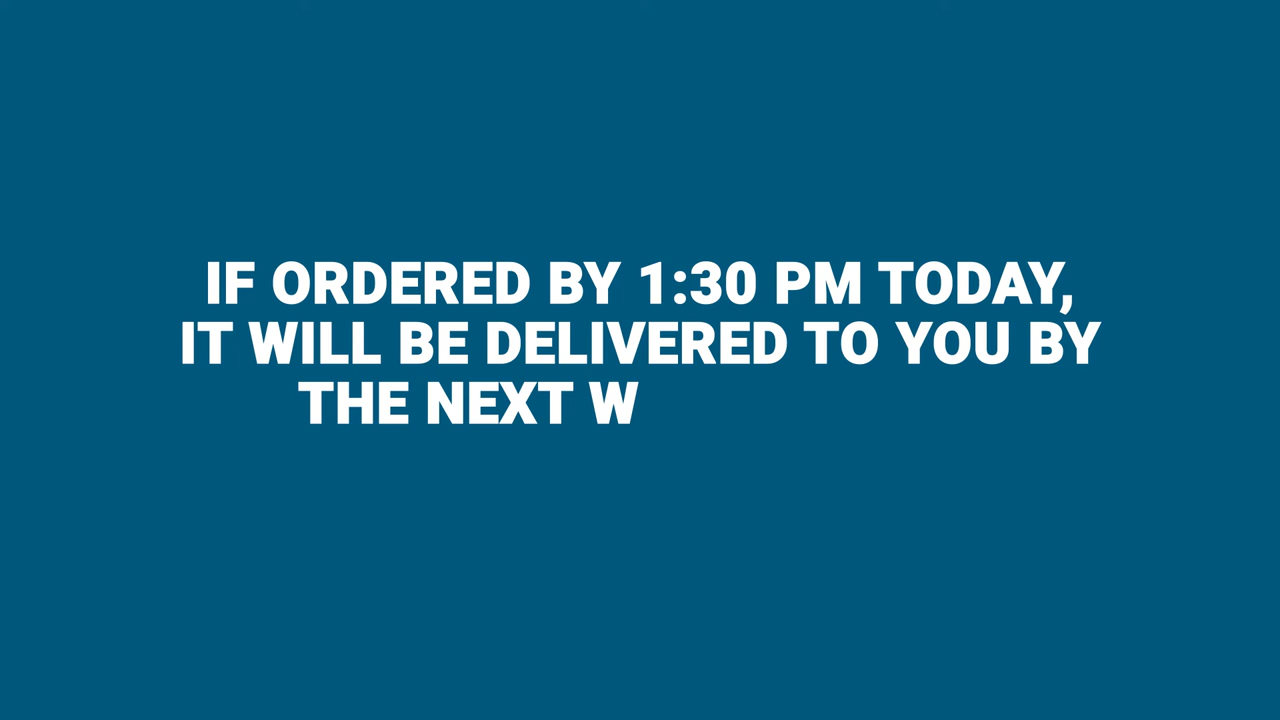 IF ORDERED BY 1:30 PM TODAY,
IT WILL BE DELIVERED TO YOU BY
THE NEXT W